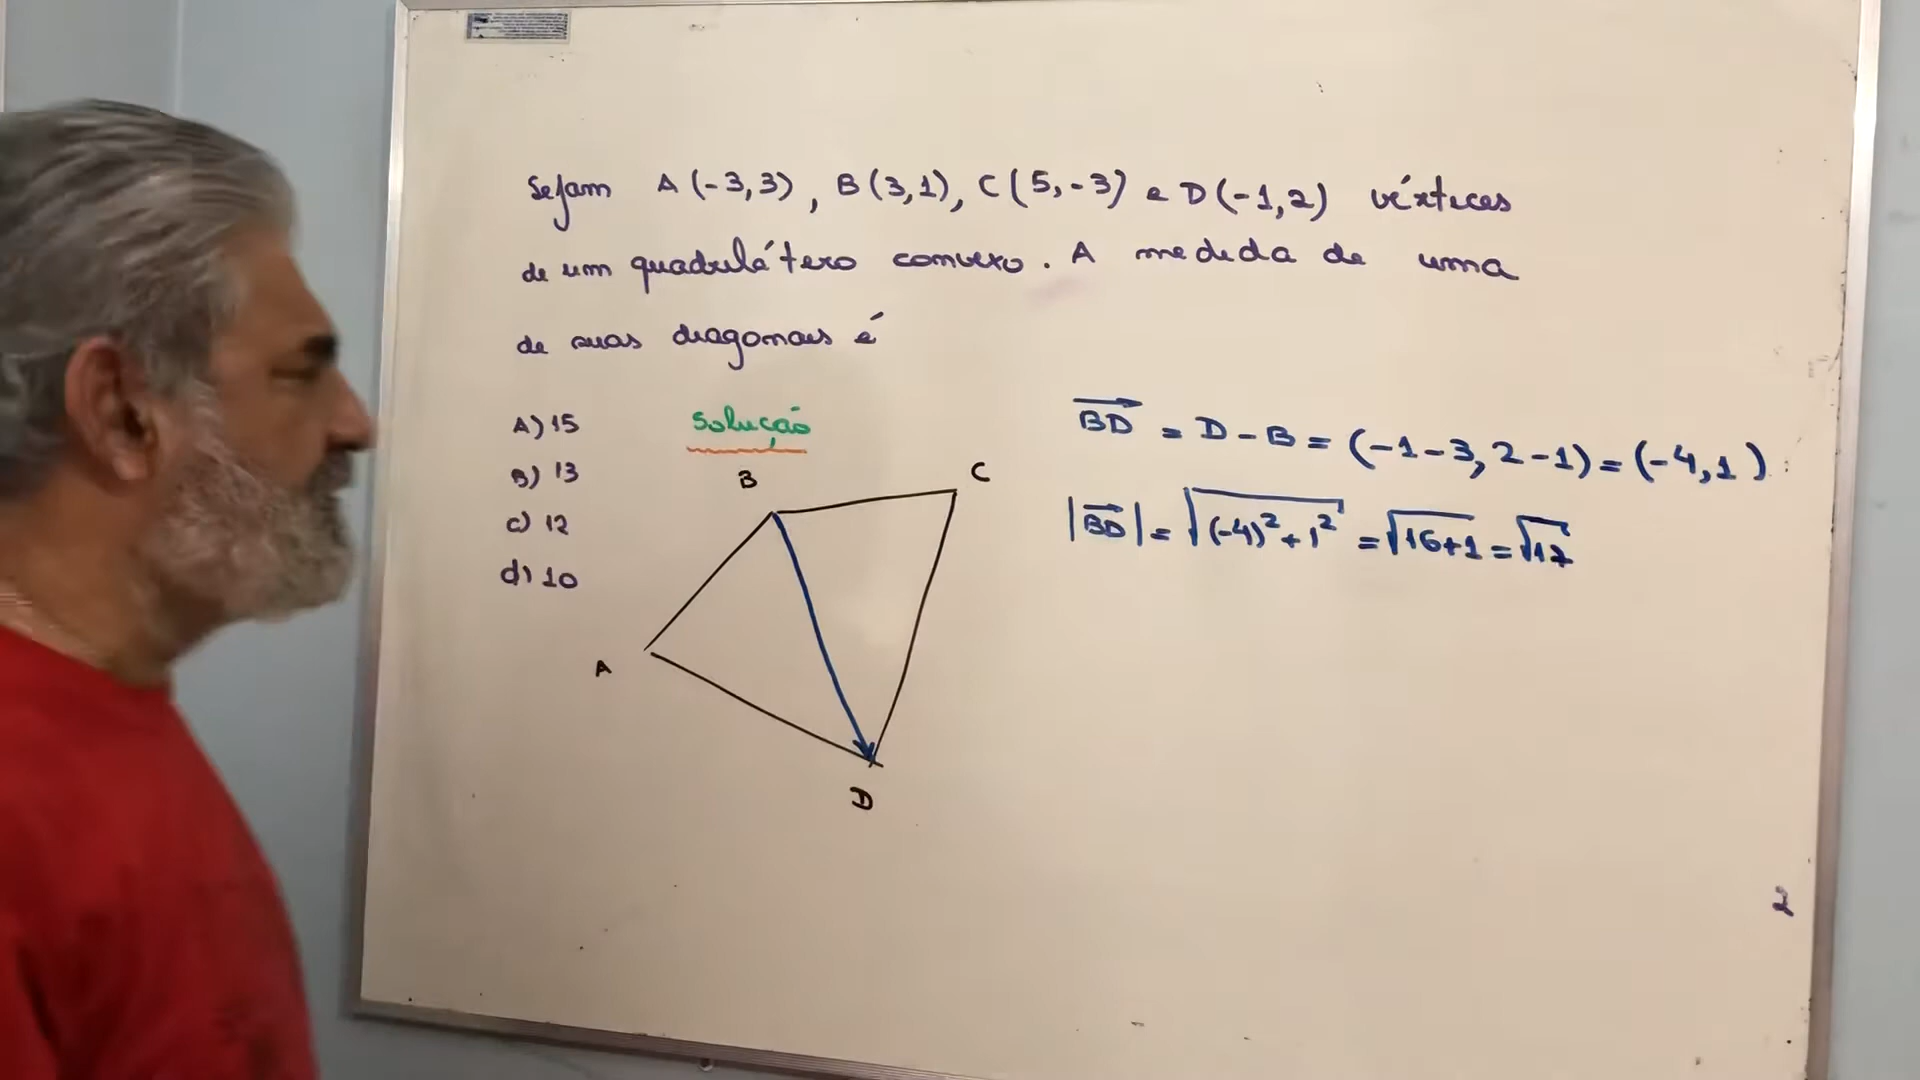 Sejam A(-3,3), B(3,1), C(5,-3) e D(-1,2) vértices
de um quadrilátero convexo. A medida de uma
de suas diagonais é
A) 15
B) 13
c) 12
d) 10
Solução
B
C
A
D
BD = D - B = (-1-3, 2-1) = (-4,1)
|BD| = √(-4)²+1² = √16+1 = √17
2